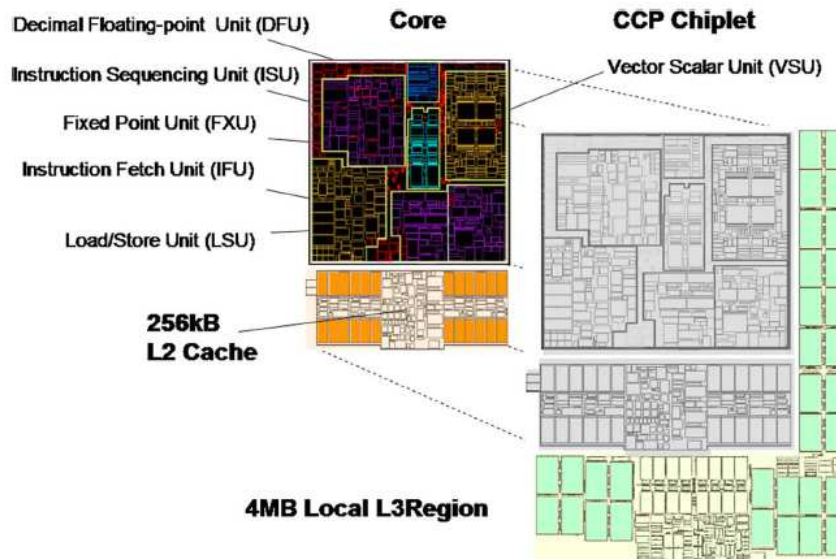 Core
CCP Chiplet
Decimal Floating-point Unit (DFU)
Instruction Sequencing Unit (ISU)
Vector Scalar Unit (VSU)
Fixed Point Unit (FXU)
Instruction Fetch Unit (IFU)
Load/Store Unit (LSU)
256kB
L2 Cache
4MB Local L3Region